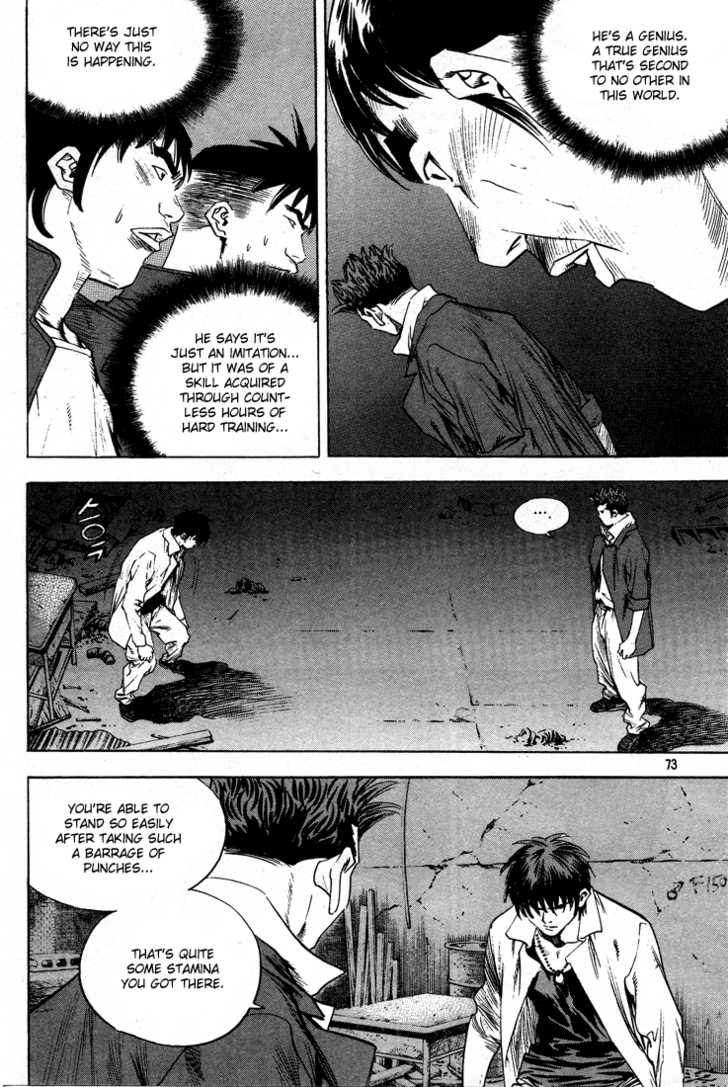 THERE'S JUST
NO WAY THIS
IS HAPPENING.
HE SAYS IT'S
JUST AN IMITATION...
BUT IT WAS OF A
SKILL ACQUIRED
THROUGH COUNT-
LESS HOURS OF
HARD TRAINING...
HE'S A GENIUS.
A TRUE GENIUS
THAT'S SECOND
TO NO OTHER IN
THIS WORLD.
....
73
YOU'RE ABLE TO
STAND SO EASILY
AFTER TAKING SUCH
A BARRAGE OF
PUNCHES...
THAT'S QUITE
SOME STAMINA
YOU GOT THERE.
F150